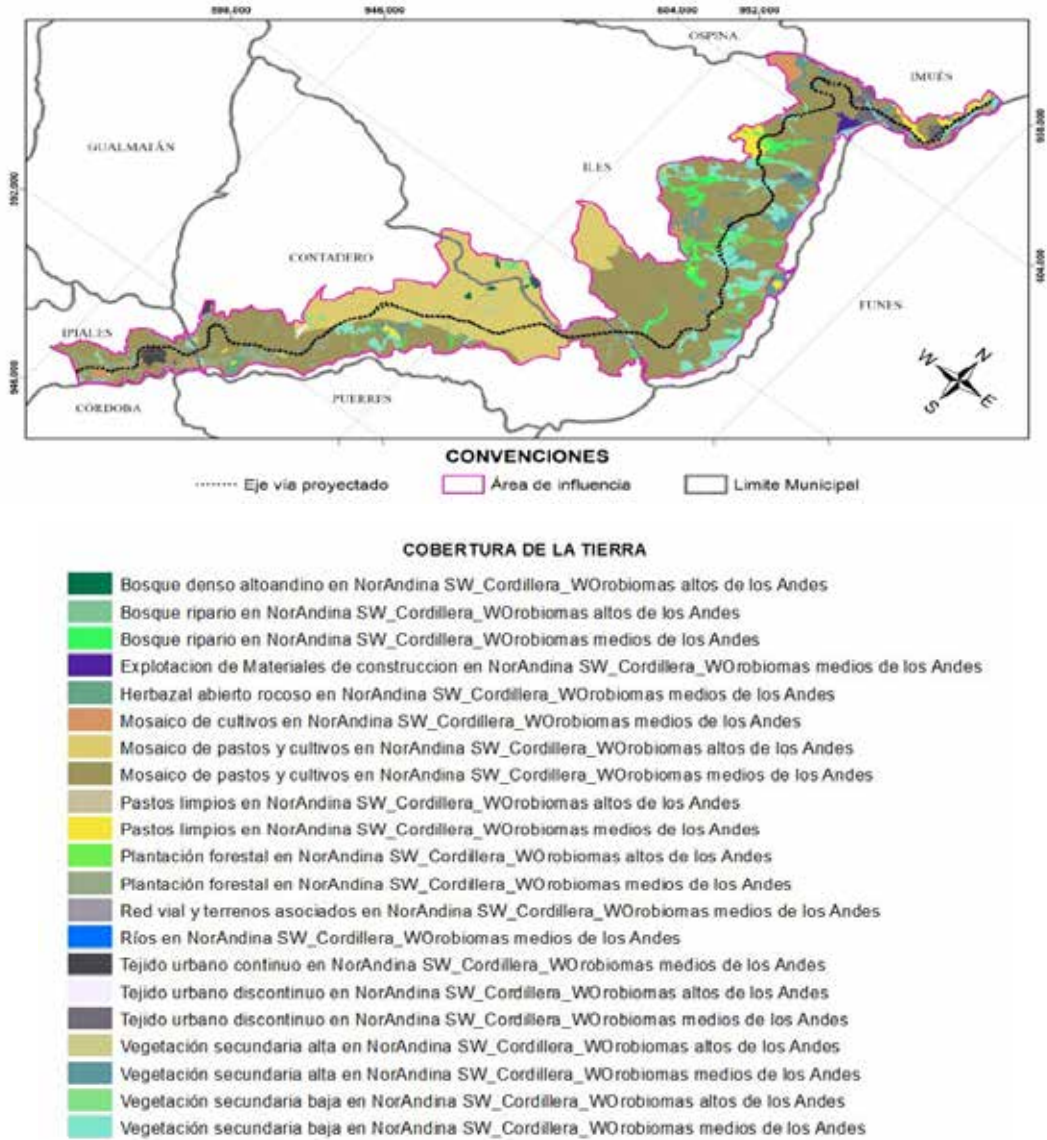 598,000 946,000 604,000 952,000
OSPINA
IMUÉS
GUALMATÁN
ILES
592,000
CONTADERO
604,000
FUNES
IPIALES
PUERRES
CÓRDOBA
N
W
S
E
CONVENCIONES
Eje via proyectado Área de influencia Limite Municipal
COBERTURA DE LA TIERRA
Bosque denso altoandino en NorAndina SW_Cordillera_WOrobiomas altos de los Andes
Bosque ripario en NorAndina SW_Cordillera_WOrobiomas altos de los Andes
Bosque ripario en NorAndina SW_Cordillera_WOrobiomas medios de los Andes
Explotacion de Materiales de construccion en NorAndina SW_Cordillera_WOrobiomas medios de los Andes
Herbazal abierto rocoso en NorAndina SW_Cordillera_WOrobiomas medios de los Andes
Mosaico de cultivos en NorAndina SW_Cordillera_WOrobiomas medios de los Andes
Mosaico de pastos y cultivos en NorAndina SW_Cordillera_WOrobiomas altos de los Andes
Mosaico de pastos y cultivos en NorAndina SW_Cordillera_WOrobiomas medios de los Andes
Pastos limpios en NorAndina SW_Cordillera_WOrobiomas altos de los Andes
Pastos limpios en NorAndina SW_Cordillera_WOrobiomas medios de los Andes
Plantación forestal en NorAndina SW_Cordillera_WOrobiomas altos de los Andes
Plantación forestal en NorAndina SW_Cordillera_WOrobiomas medios de los Andes
Red vial y terrenos asociados en NorAndina SW_Cordillera_WOrobiomas medios de los Andes
Ríos en NorAndina SW_Cordillera_WOrobiomas medios de los Andes
Tejido urbano continuo en NorAndina SW_Cordillera_WOrobiomas medios de los Andes
Tejido urbano discontinuo en NorAndina SW_Cordillera_WOrobiomas altos de los Andes
Tejido urbano discontinuo en NorAndina SW_Cordillera_WOrobiomas medios de los Andes
Vegetación secundaria alta en NorAndina SW_Cordillera_WOrobiomas altos de los Andes
Vegetación secundaria alta en NorAndina SW_Cordillera_WOrobiomas medios de los Andes
Vegetación secundaria baja en NorAndina SW_Cordillera_WOrobiomas altos de los Andes
Vegetación secundaria baja en NorAndina SW_Cordillera_WOrobiomas medios de los Andes